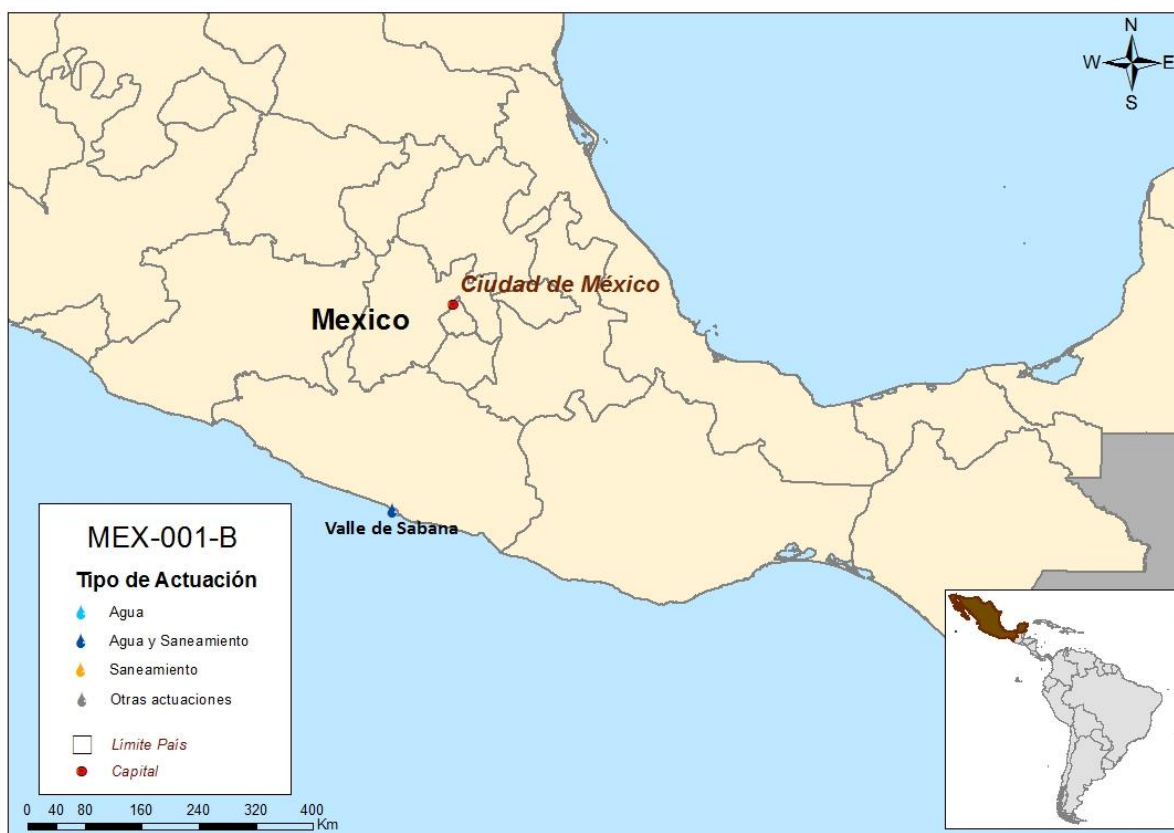 N
W E
S
Ciudad de México
Mexico
Valle de Sabana
MEX-001-B
Tipo de Actuación
Agua
Agua y Saneamiento
Saneamiento
Otras actuaciones
Límite País
Capital
0 40 80 160 240 320 400
Km